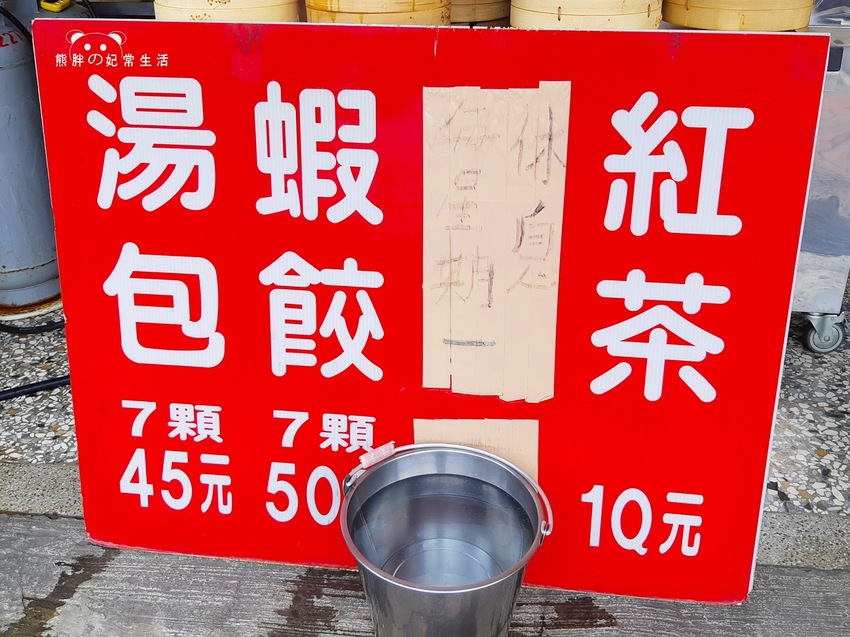 熊胖の妃常生活
湯包
7顆
45元
蝦餃
7顆
50
每星期一
休息
紅茶
10元